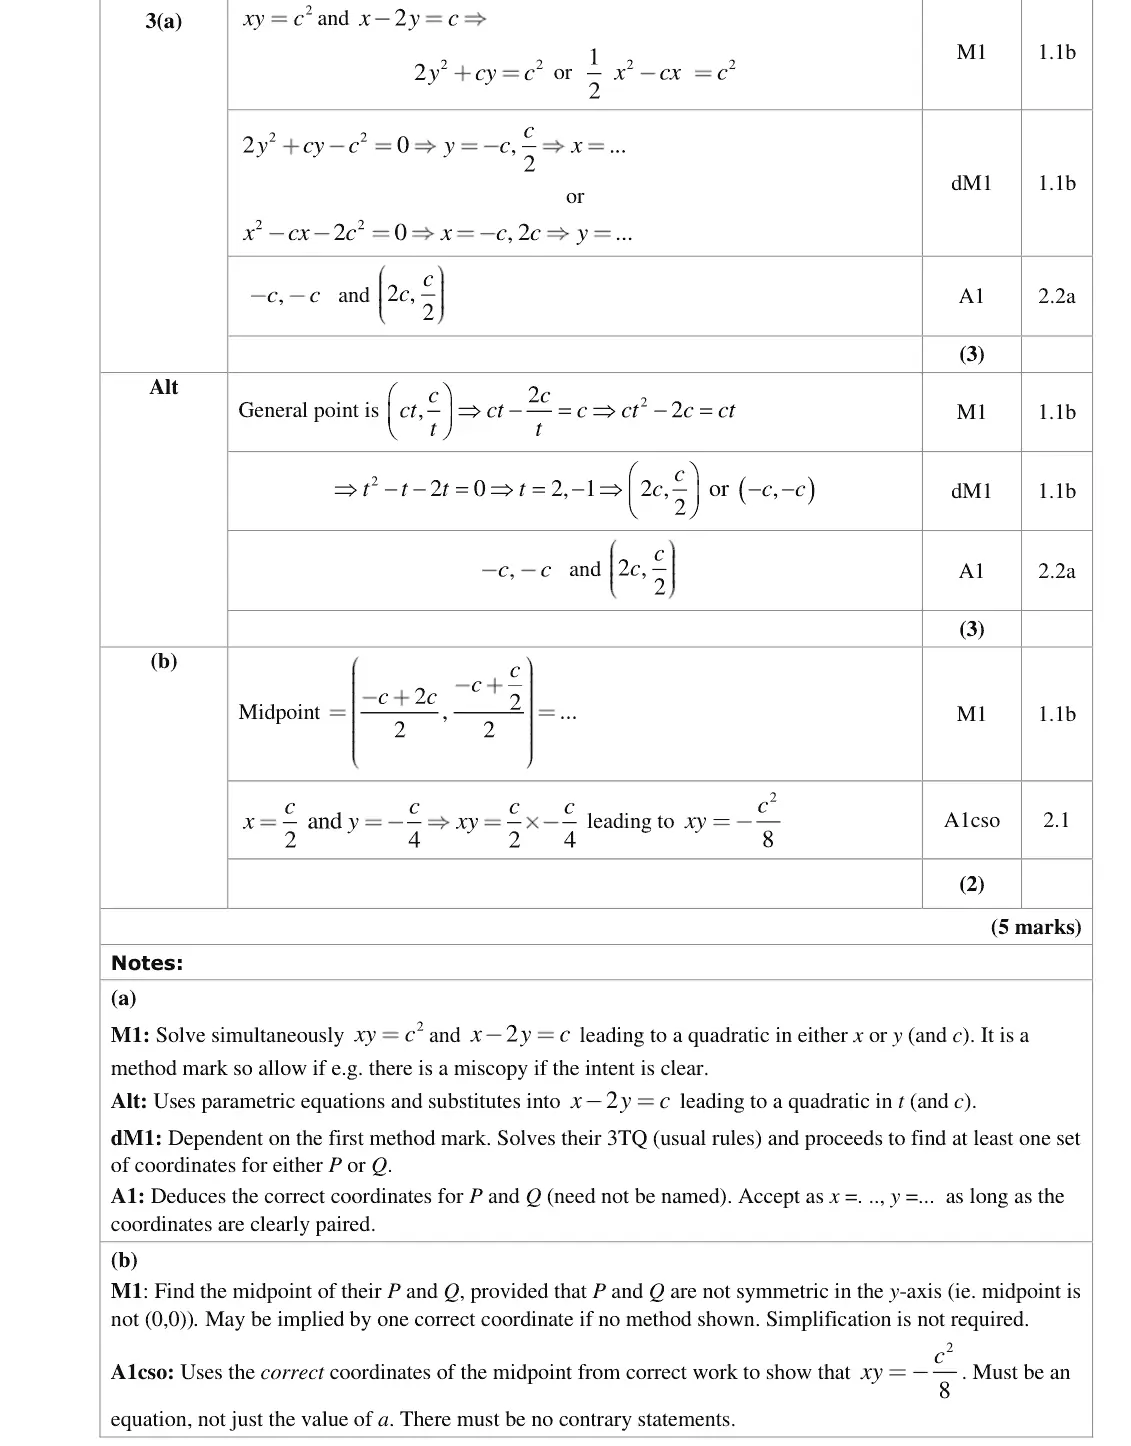 3(a)
xy = c² and x − 2y = c ⇒
2y² + cy = c² or 1/2 x² − cx = c²
M1 1.1b
2y² + cy − c² = 0 ⇒ y = −c, c/2 ⇒ x = ...
or
x² − cx − 2c² = 0 ⇒ x = −c, 2c ⇒ y = ...
dM1 1.1b
−c, − c and (2c, c/2)
A1 2.2a
(3)
Alt
General point is (ct, c/t) ⇒ ct − 2c/t = c ⇒ ct² − 2c = ct
M1 1.1b
⇒ t² − t − 2t = 0 ⇒ t = 2, −1 ⇒ (2c, c/2) or (−c, −c)
dM1 1.1b
−c, − c and (2c, c/2)
A1 2.2a
(3)
(b)
Midpoint = ((−c + 2c)/2, (−c + c/2)/2) = ...
M1 1.1b
x = c/2 and y = −c/4 ⇒ xy = c/2 × −c/4 leading to xy = −c²/8
A1cso 2.1
(2)
(5 marks)
Notes:
(a)
M1: Solve simultaneously xy = c² and x − 2y = c leading to a quadratic in either x or y (and c). It is a
method mark so allow if e.g. there is a miscopy if the intent is clear.
Alt: Uses parametric equations and substitutes into x − 2y = c leading to a quadratic in t (and c).
dM1: Dependent on the first method mark. Solves their 3TQ (usual rules) and proceeds to find at least one set
of coordinates for either P or Q.
A1: Deduces the correct coordinates for P and Q (need not be named). Accept as x =. .., y =... as long as the
coordinates are clearly paired.
(b)
M1: Find the midpoint of their P and Q, provided that P and Q are not symmetric in the y-axis (ie. midpoint is
not (0,0)). May be implied by one correct coordinate if no method shown. Simplification is not required.
A1cso: Uses the correct coordinates of the midpoint from correct work to show that xy = −c²/8 . Must be an
equation, not just the value of a. There must be no contrary statements.